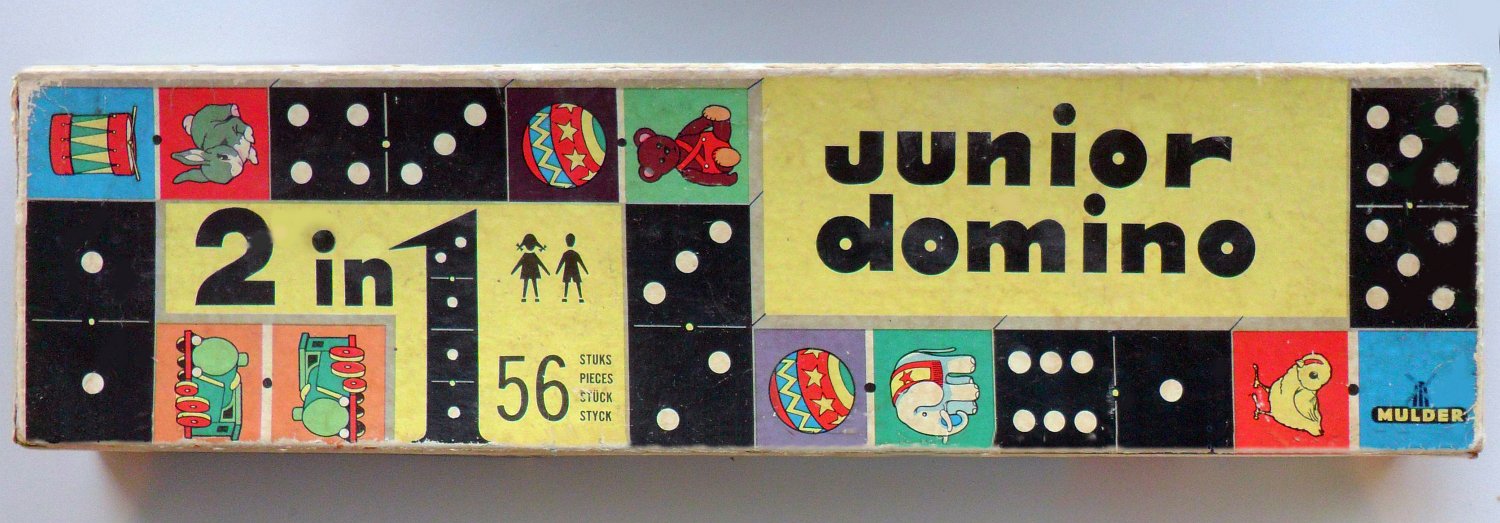 2 in 1
56
STUKS
PIECES
STÜCK
STYCK
junior
domino
MULDER